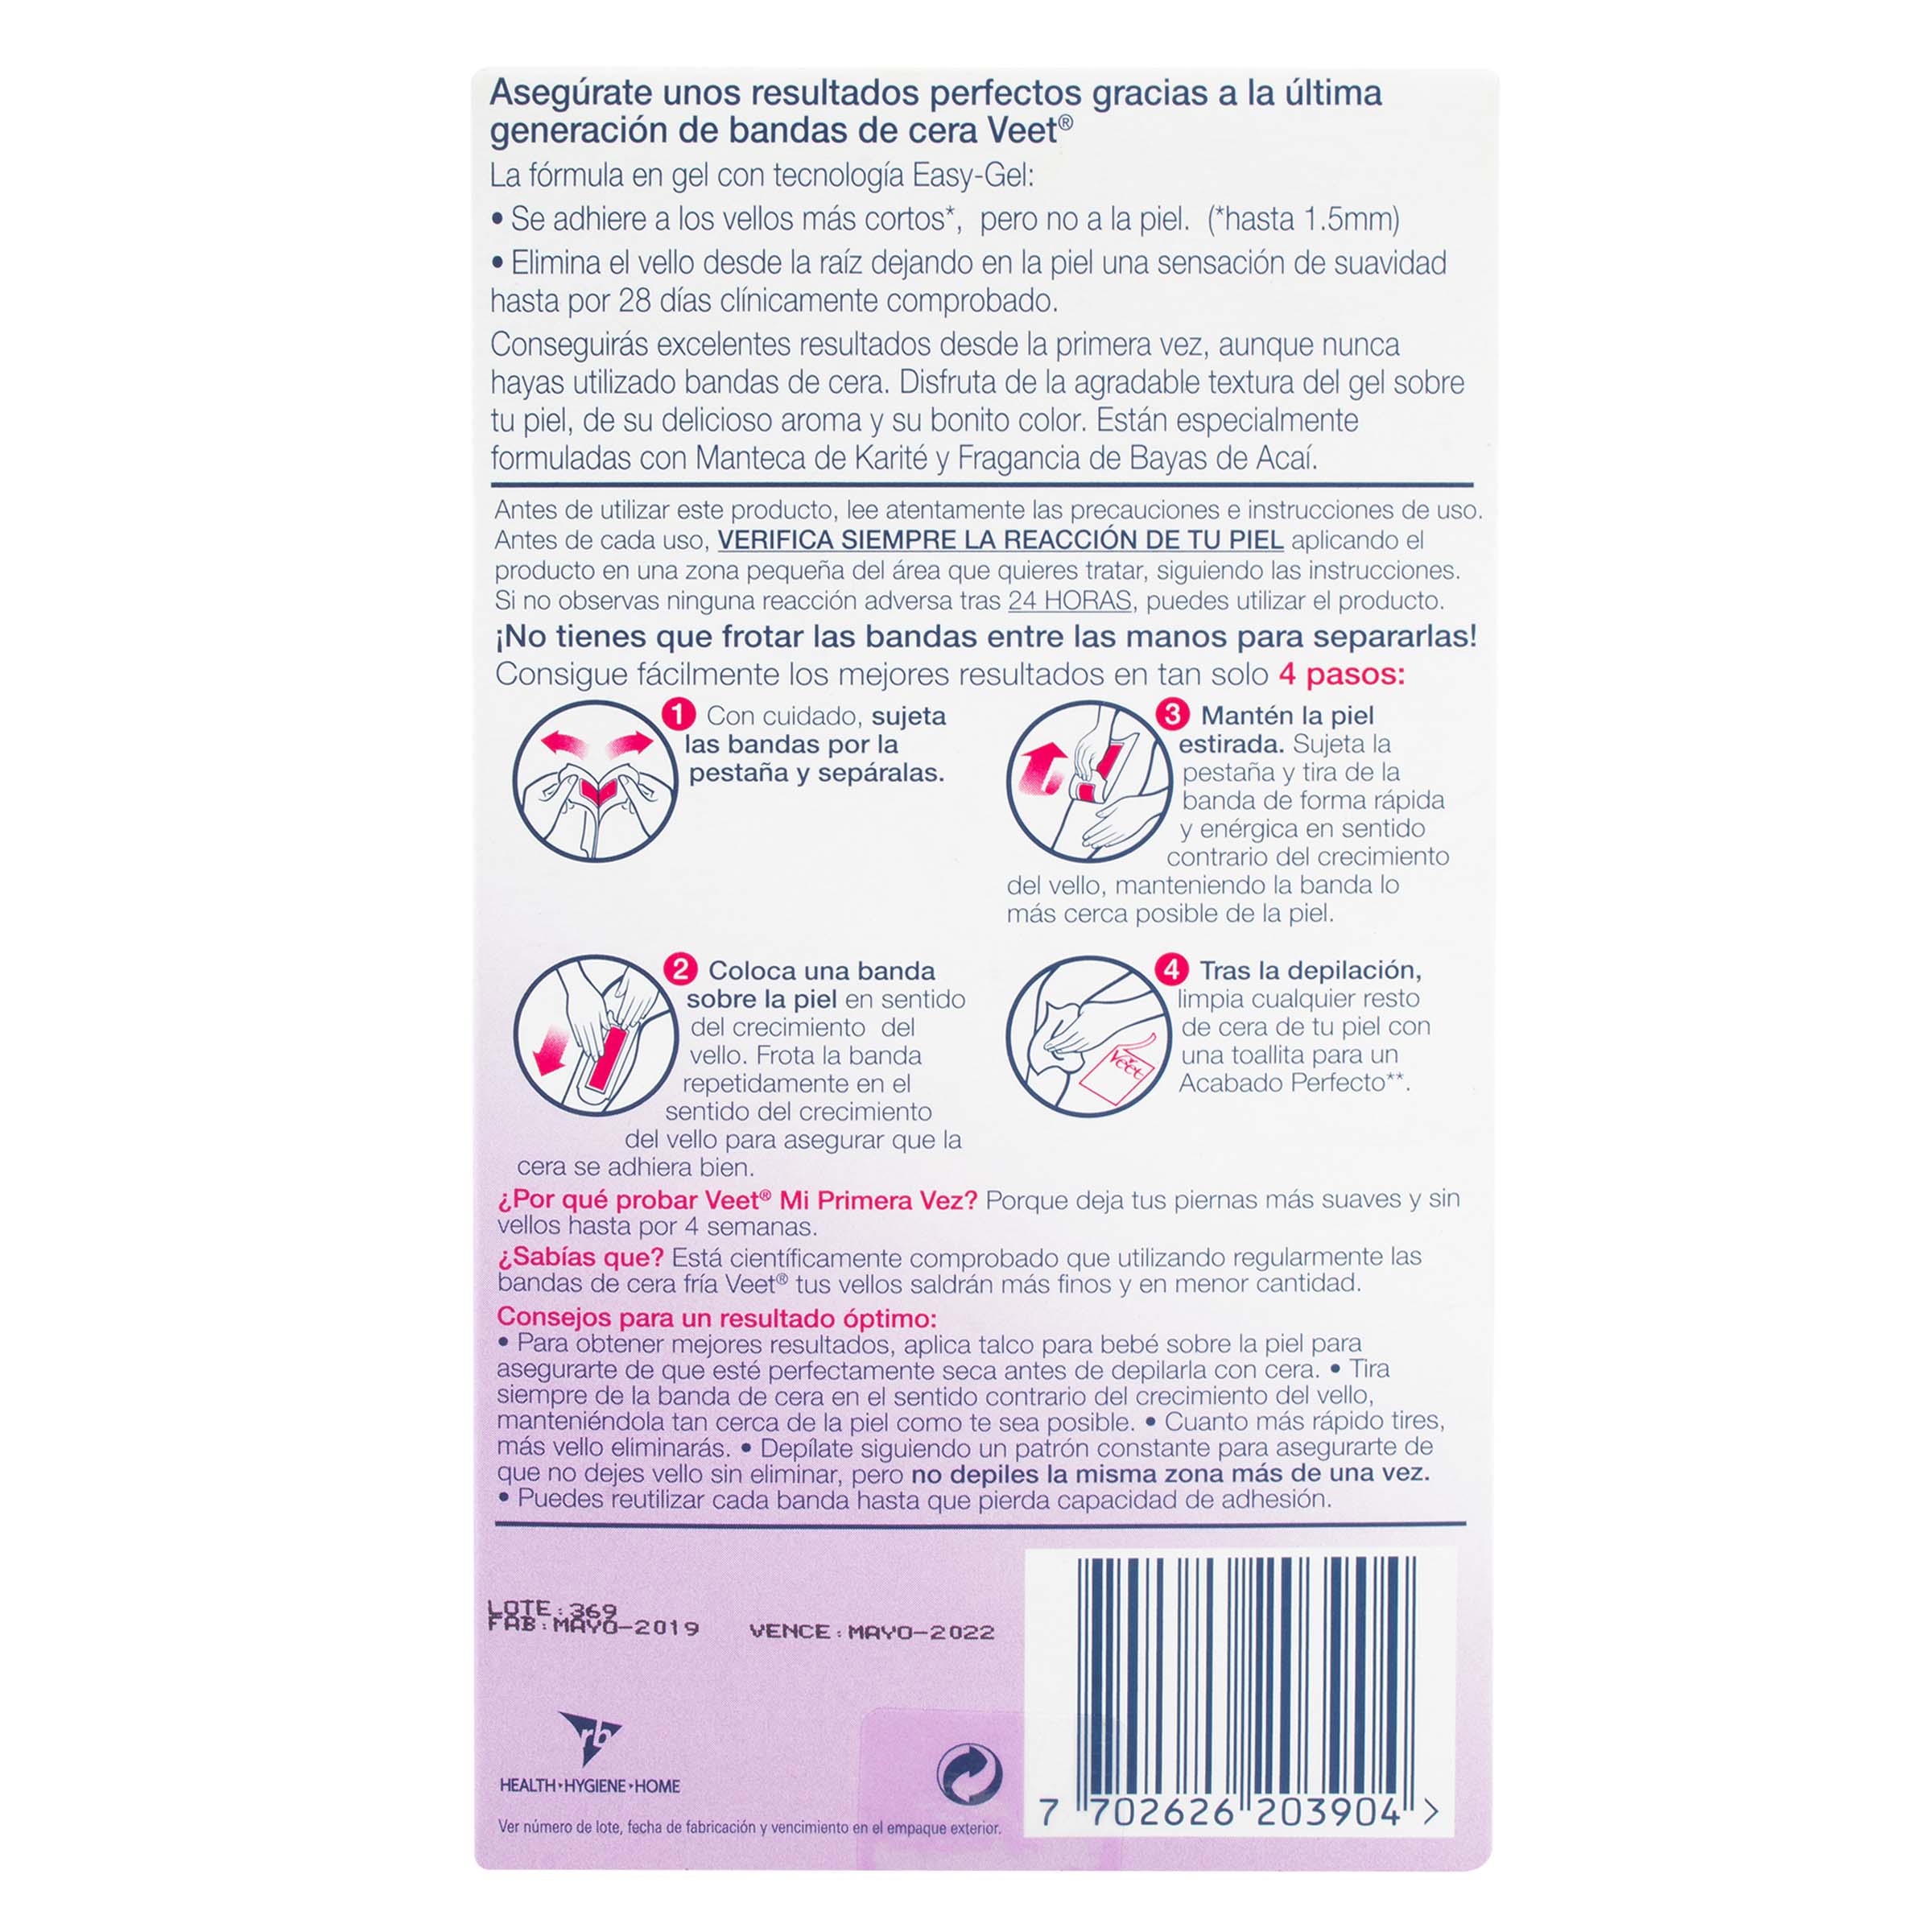 Asegúrate unos resultados perfectos gracias a la última
generación de bandas de cera Veet®
La fórmula en gel con tecnología Easy-Gel:
• Se adhiere a los vellos más cortos*, pero no a la piel. (*hasta 1.5mm)
• Elimina el vello desde la raíz dejando en la piel una sensación de suavidad
hasta por 28 días clínicamente comprobado.
Conseguirás excelentes resultados desde la primera vez, aunque nunca
hayas utilizado bandas de cera. Disfruta de la agradable textura del gel sobre
tu piel, de su delicioso aroma y su bonito color. Están especialmente
formuladas con Manteca de Karité y Fragancia de Bayas de Acaí.
Antes de utilizar este producto, lee atentamente las precauciones e instrucciones de uso.
Antes de cada uso, VERIFICA SIEMPRE LA REACCIÓN DE TU PIEL aplicando el
producto en una zona pequeña del área que quieres tratar, siguiendo las instrucciones.
Si no observas ninguna reacción adversa tras 24 HORAS, puedes utilizar el producto.
¡No tienes que frotar las bandas entre las manos para separarlas!
Consigue fácilmente los mejores resultados en tan solo 4 pasos:
1 Con cuidado, sujeta
las bandas por la
pestaña y sepáralas.
2 Coloca una banda
sobre la piel en sentido
del crecimiento del
vello. Frota la banda
repetidamente en el
sentido del crecimiento
del vello para asegurar que la
cera se adhiera bien.
3 Mantén la piel
estirada. Sujeta la
pestaña y tira de la
banda de forma rápida
y enérgica en sentido
contrario del crecimiento
del vello, manteniendo la banda lo
más cerca posible de la piel.
4 Tras la depilación,
limpia cualquier resto
de cera de tu piel con
una toallita para un
Acabado Perfecto**.
Veet
¿Por qué probar Veet® Mi Primera Vez? Porque deja tus piernas más suaves y sin
vellos hasta por 4 semanas.
¿Sabías que? Está científicamente comprobado que utilizando regularmente las
bandas de cera fría Veet® tus vellos saldrán más finos y en menor cantidad.
Consejos para un resultado óptimo:
• Para obtener mejores resultados, aplica talco para bebé sobre la piel para
asegurarte de que esté perfectamente seca antes de depilarla con cera. • Tira
siempre de la banda de cera en el sentido contrario del crecimiento del vello,
manteniéndola tan cerca de la piel como te sea posible. • Cuanto más rápido tires,
más vello eliminarás. • Depílate siguiendo un patrón constante para asegurarte de
que no dejes vello sin eliminar, pero no depiles la misma zona más de una vez.
• Puedes reutilizar cada banda hasta que pierda capacidad de adhesión.
LOTE: 369
FAB: MAYO-2019 VENCE: MAYO-2022
rb
HEALTH•HYGIENE•HOME
Ver número de lote, fecha de fabricación y vencimiento en el empaque exterior.
7 702626 203904 >